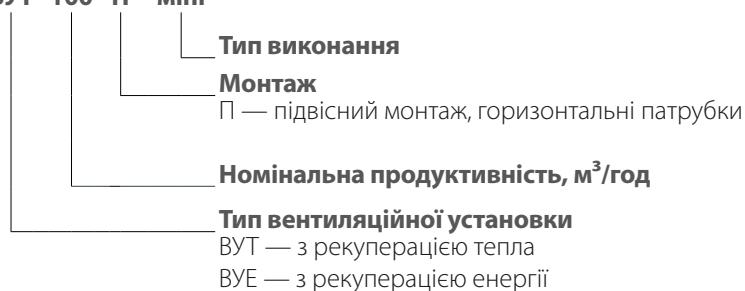 Тип виконання
Монтаж
П — підвісний монтаж, горизонтальні патрубки
Номінальна продуктивність, м³/год
Тип вентиляційної установки
ВУТ — з рекуперацією тепла
ВУЕ — з рекуперацією енергії